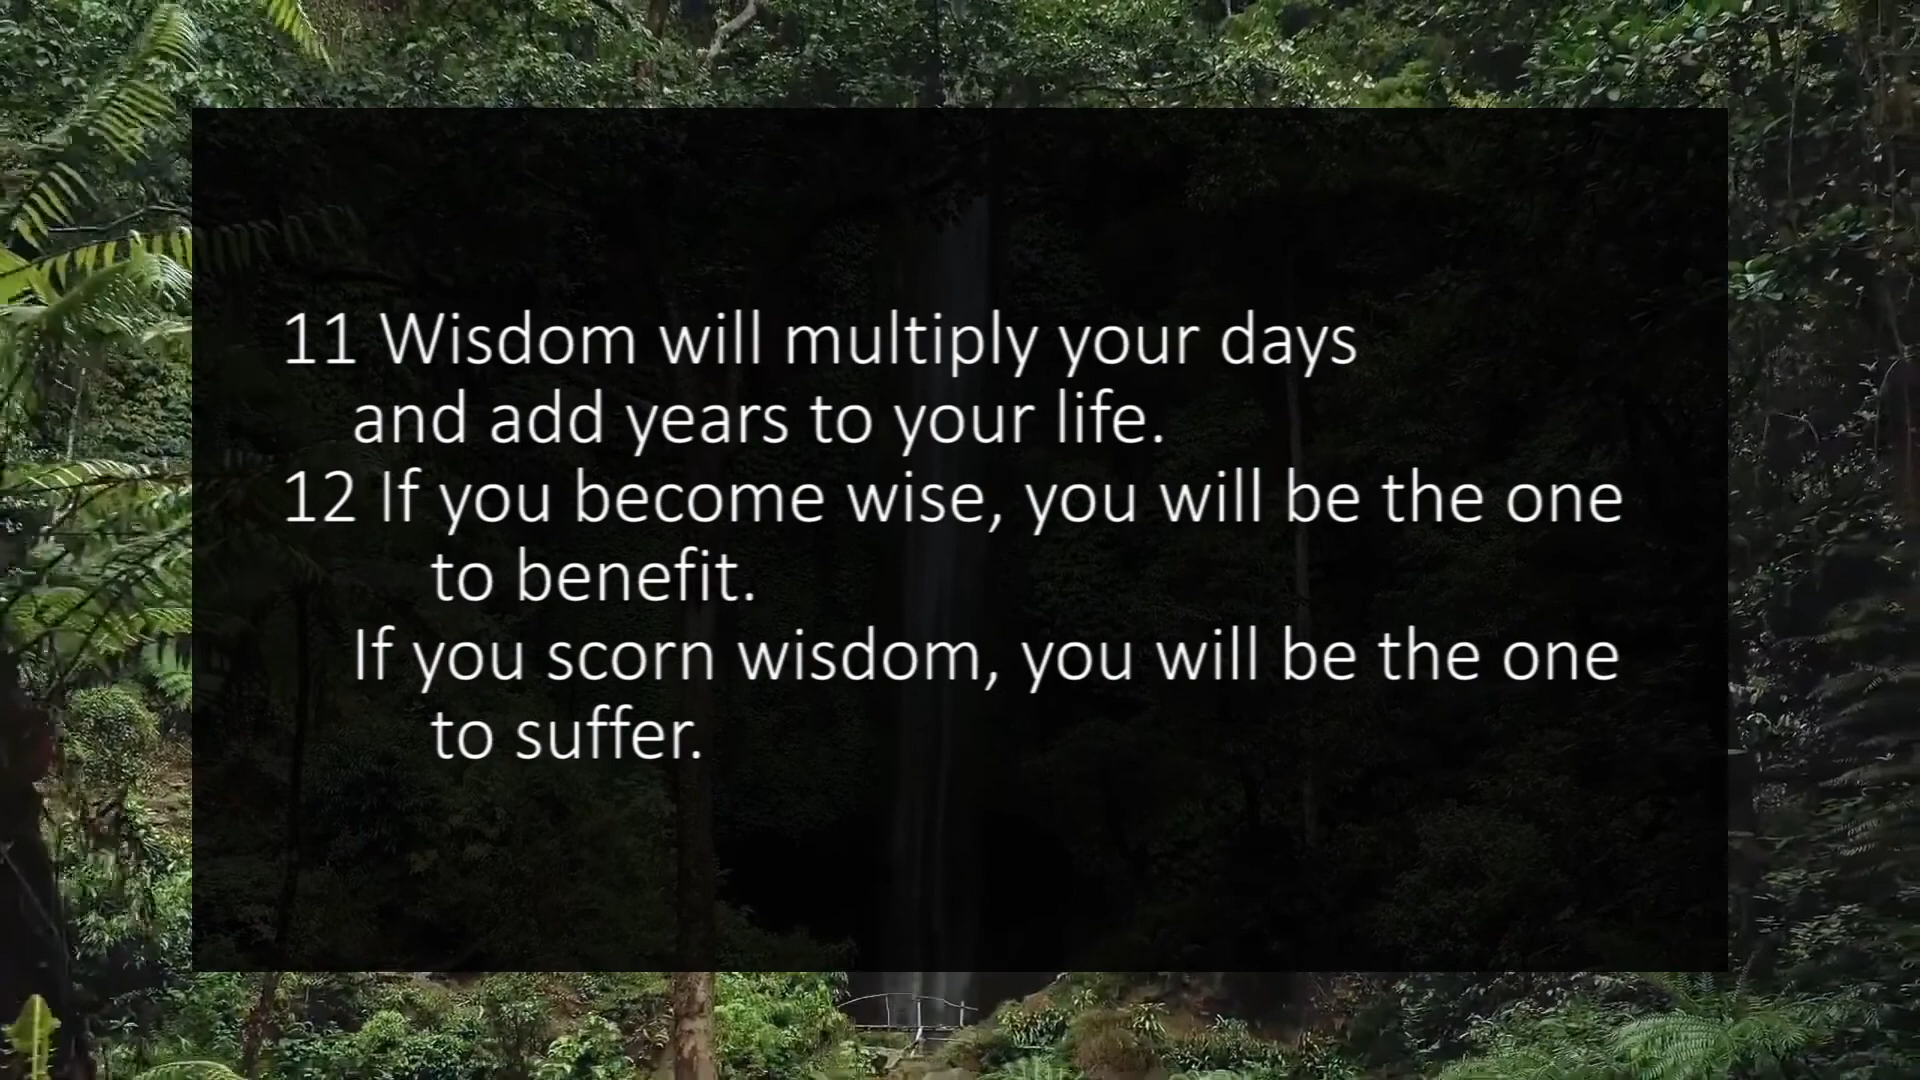 11 Wisdom will multiply your days
and add years to your life.
12 If you become wise, you will be the one
to benefit.
If you scorn wisdom, you will be the one
to suffer.